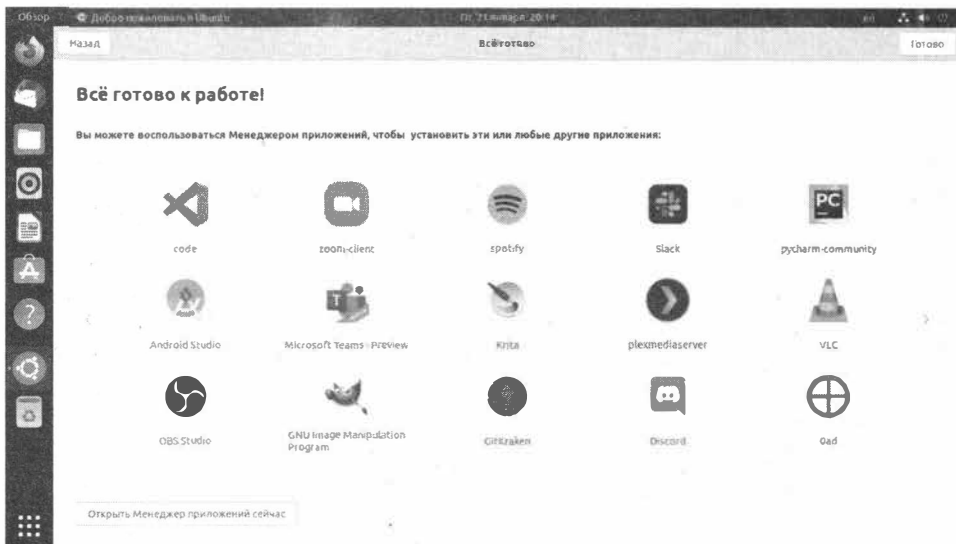 Обзор
Добро пожаловать в Ubuntu
Пт, 21 января, 20:14
en
Назад
Всё готово
Готово
Всё готово к работе!
Вы можете воспользоваться Менеджером приложений, чтобы установить эти или любые другие приложения:
code
zoom-client
spotify
Slack
PC
pycharm-community
Android Studio
T
Microsoft Teams - Preview
Krita
plexmediaserver
VLC
OBS Studio
GNU Image Manipulation
Program
GitKraken
Discord
0ad
Открыть Менеджер приложений сейчас